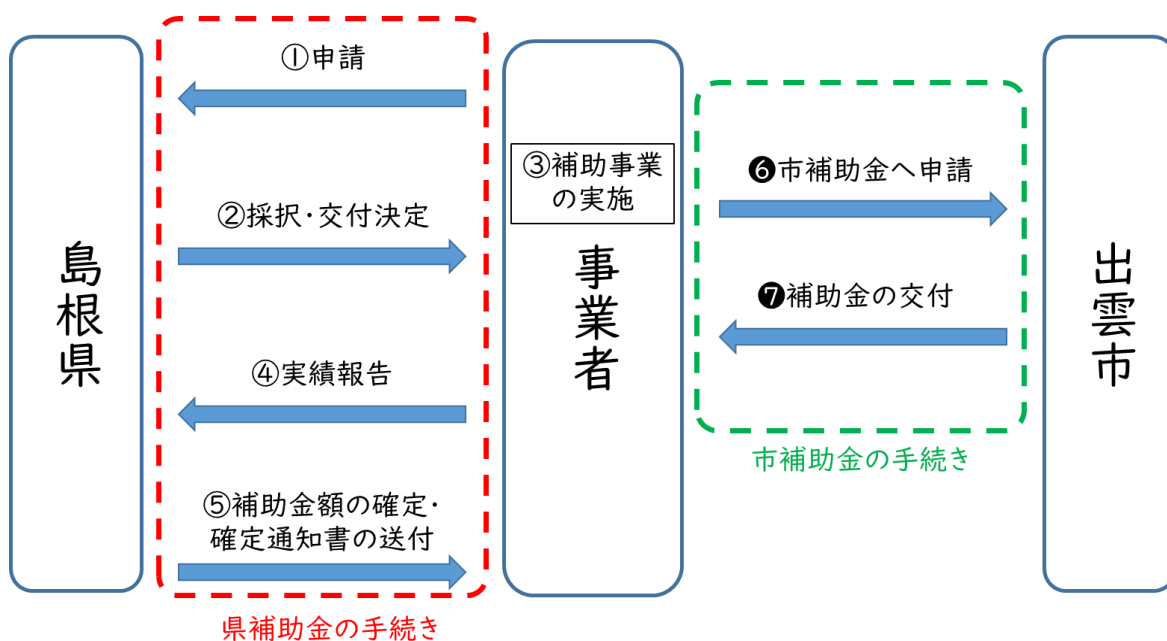 島根県
①申請
②採択・交付決定
④実績報告
⑤補助金額の確定・
確定通知書の送付
県補助金の手続き
③補助事業
の実施
事業者
❻市補助金へ申請
❼補助金の交付
市補助金の手続き
出雲市